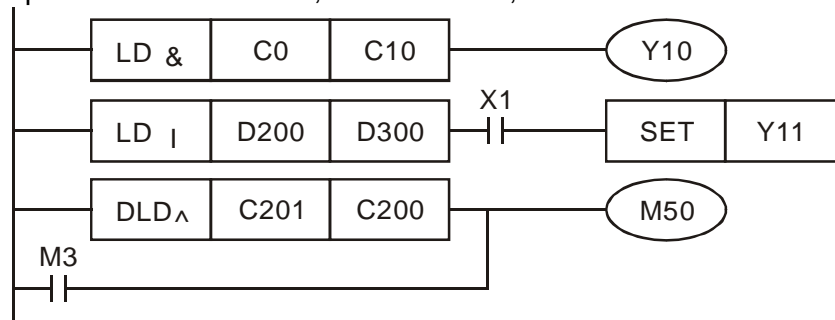 LD & C0 C10 Y10
X1
LD | D200 D300 SET Y11
DLD^ C201 C200 M50
M3